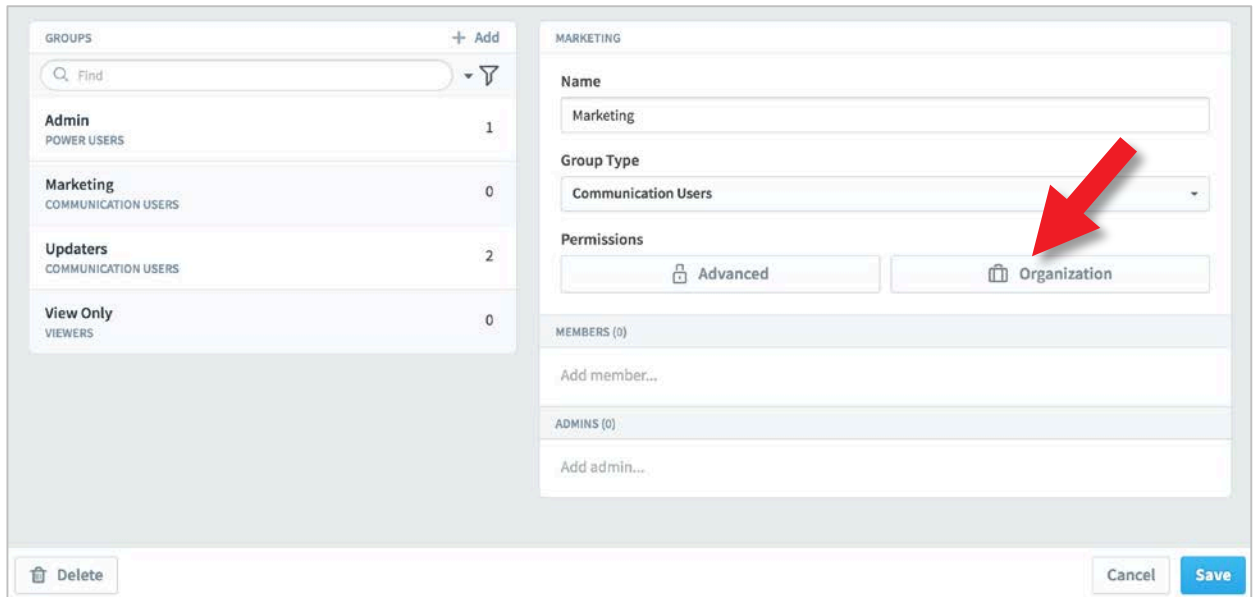 GROUPS
+ Add
Find
Admin
1
POWER USERS
Marketing
0
COMMUNICATION USERS
Updaters
2
COMMUNICATION USERS
View Only
0
VIEWERS
MARKETING
Name
Marketing
Group Type
Communication Users
Permissions
Advanced
Organization
MEMBERS (0)
Add member...
ADMINS (0)
Add admin...
Delete
Cancel
Save